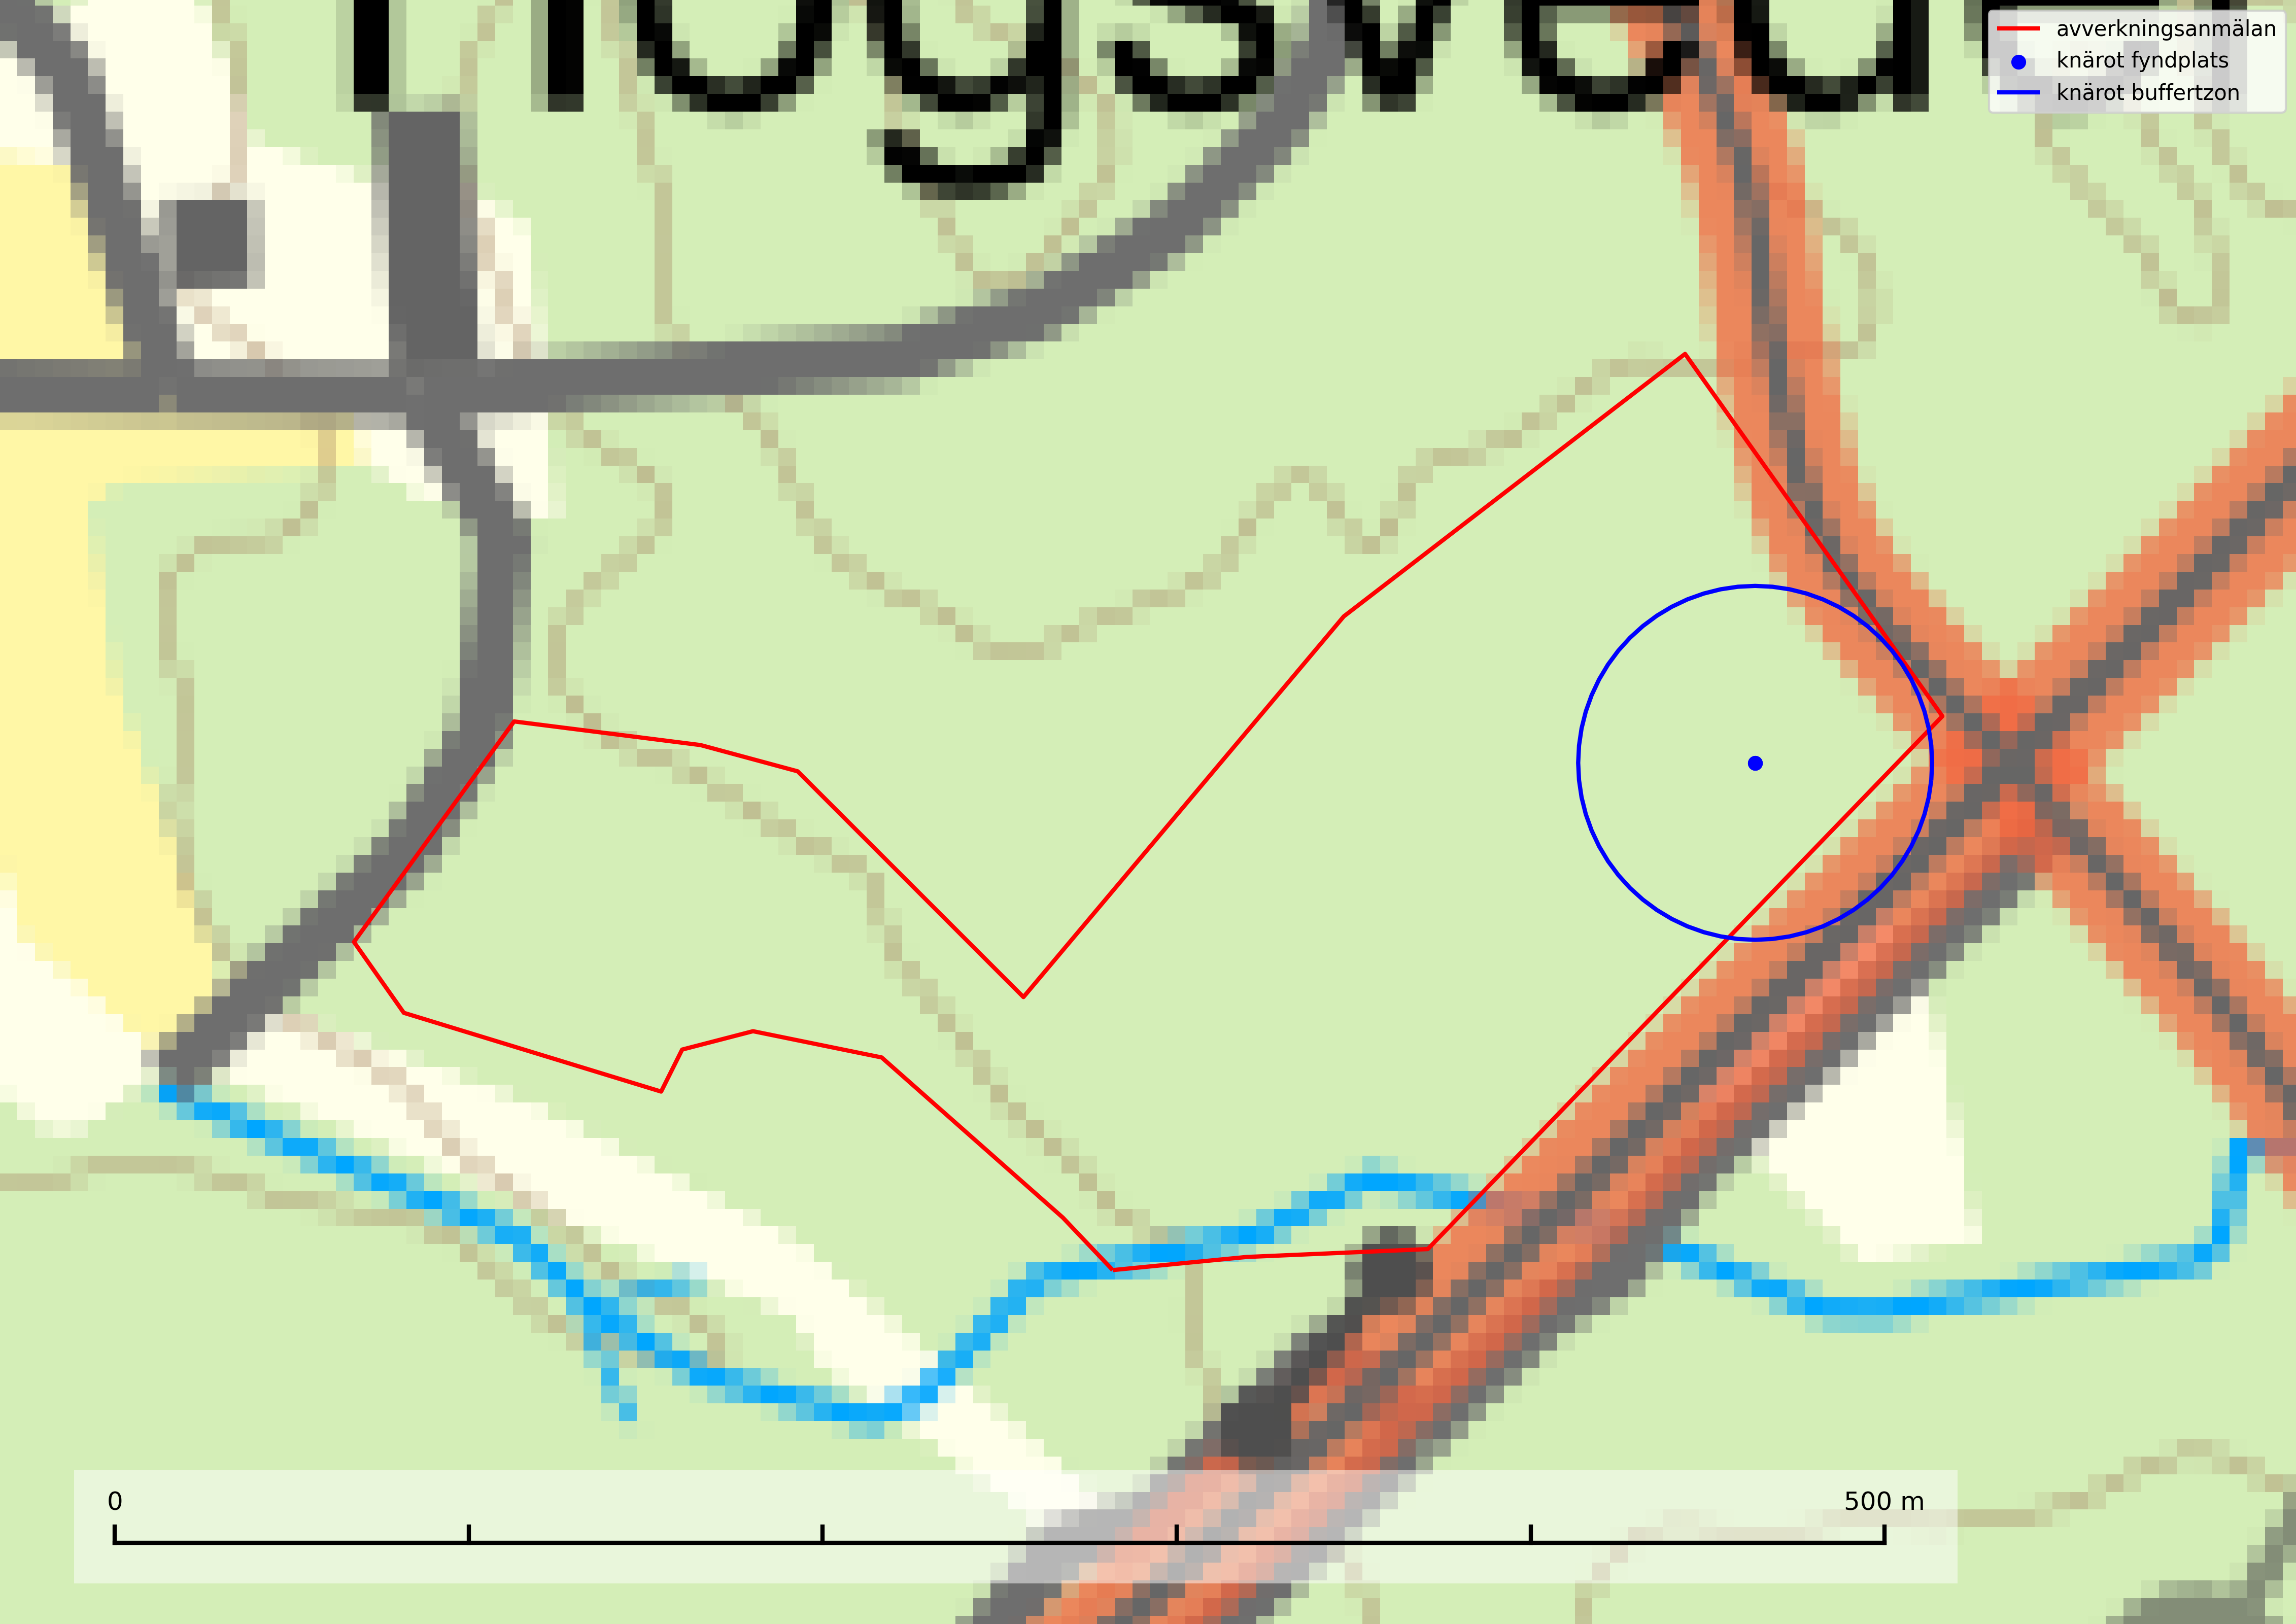 avverkningsanmälan
knärot fyndplats
knärot buffertzon
0
500 m